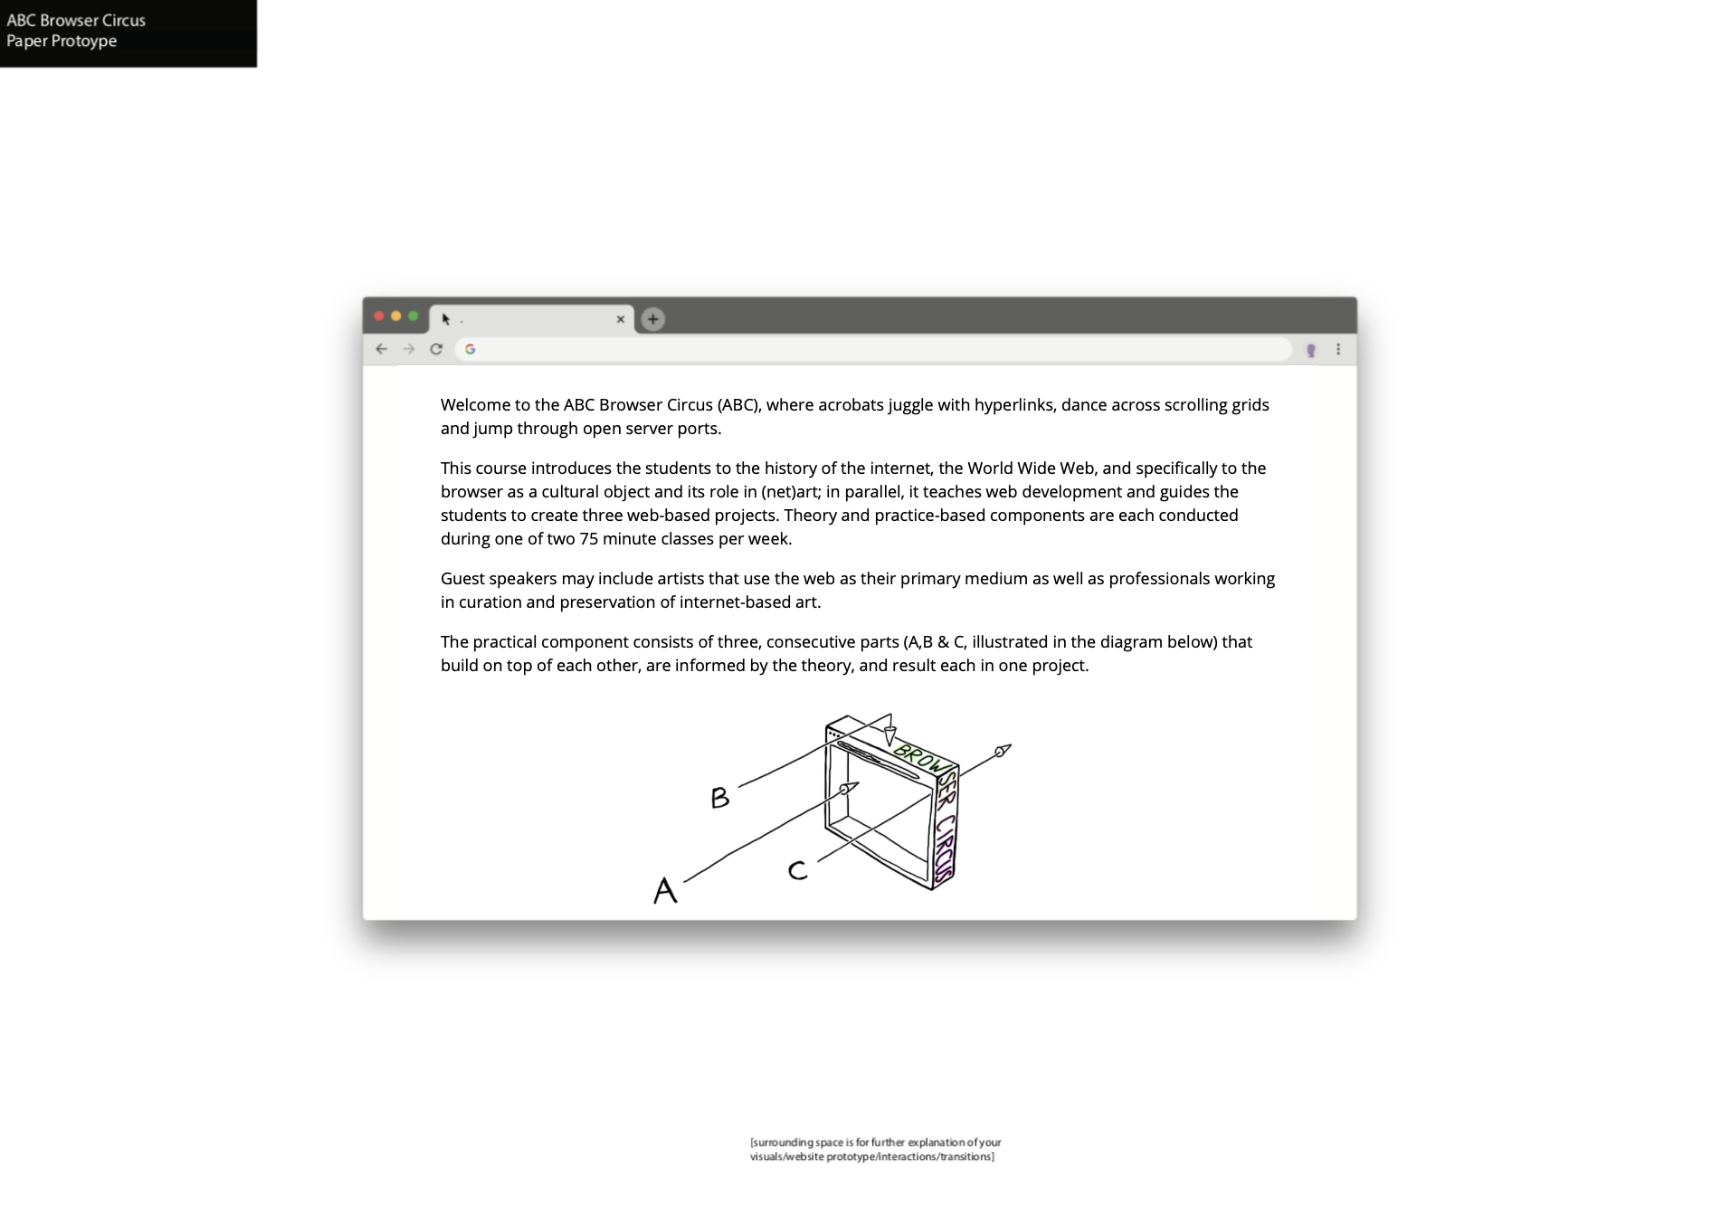 ABC Browser Circus
Paper Protoype
.
Welcome to the ABC Browser Circus (ABC), where acrobats juggle with hyperlinks, dance across scrolling grids
and jump through open server ports.
This course introduces the students to the history of the internet, the World Wide Web, and specifically to the
browser as a cultural object and its role in (net)art; in parallel, it teaches web development and guides the
students to create three web-based projects. Theory and practice-based components are each conducted
during one of two 75 minute classes per week.
Guest speakers may include artists that use the web as their primary medium as well as professionals working
in curation and preservation of internet-based art.
The practical component consists of three, consecutive parts (A,B & C, illustrated in the diagram below) that
build on top of each other, are informed by the theory, and result each in one project.
BROWSER CIRCUS
B
C
A
[surrounding space is for further explanation of your
visuals/website prototype/interactions/transitions]